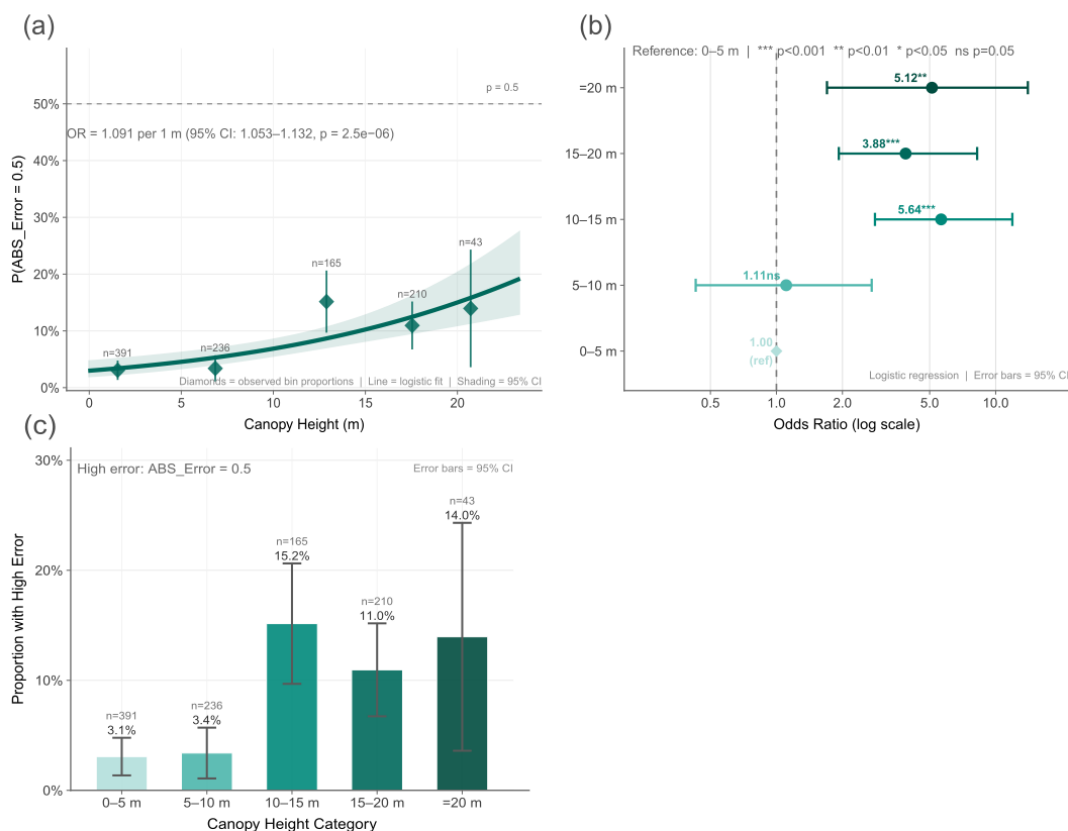 (a)
60%
50%
40%
30%
20%
10%
0%
P(ABS_Error = 0.5)
p = 0.5
OR = 1.091 per 1 m (95% CI: 1.053–1.132, p = 2.5e−06)
n=391
n=236
n=165
n=210
n=43
Diamonds = observed bin proportions | Line = logistic fit | Shading = 95% CI
0 5 10 15 20
Canopy Height (m)
(b)
Reference: 0–5 m | *** p<0.001 ** p<0.01 * p<0.05 ns p=0.05
=20 m
5.12**
15–20 m
3.88***
10–15 m
5.64***
5–10 m
1.11ns
0–5 m
1.00
(ref)
Logistic regression | Error bars = 95% CI
0.5 1.0 2.0 5.0 10.0
Odds Ratio (log scale)
(c)
30%
20%
10%
0%
Proportion with High Error
High error: ABS_Error = 0.5
Error bars = 95% CI
n=391
3.1%
n=236
3.4%
n=165
15.2%
n=210
11.0%
n=43
14.0%
0–5 m 5–10 m 10–15 m 15–20 m =20 m
Canopy Height Category